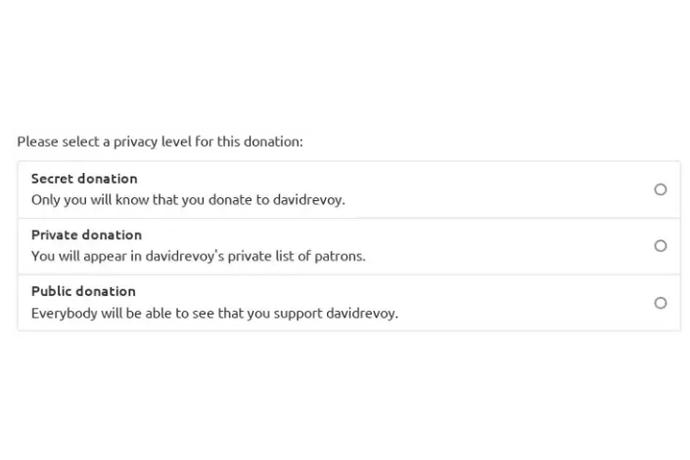 Please select a privacy level for this donation:
Secret donation
Only you will know that you donate to davidrevoy.
Private donation
You will appear in davidrevoy's private list of patrons.
Public donation
Everybody will be able to see that you support davidrevoy.